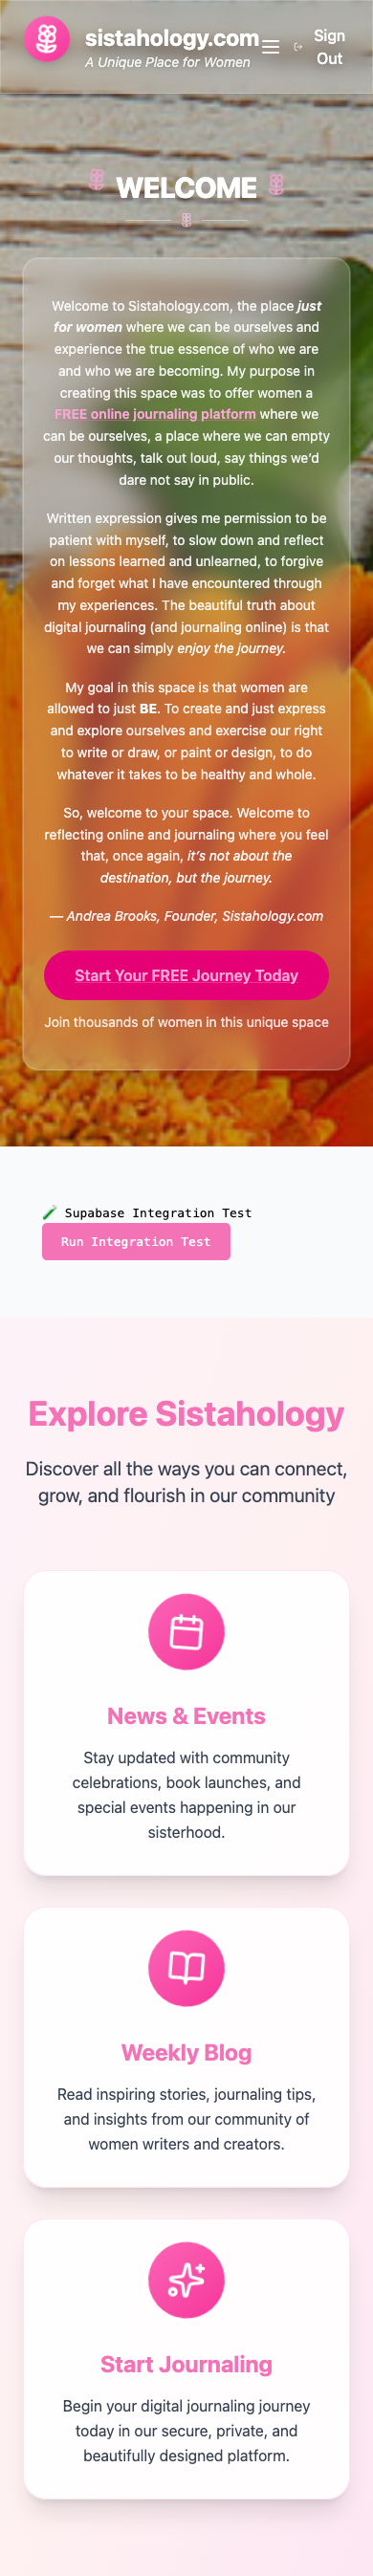 sistahology.com
A Unique Place for Women
Sign
Out
WELCOME
Welcome to Sistahology.com, the place just
for women where we can be ourselves and
experience the true essence of who we are
and who we are becoming. My purpose in
creating this space was to offer women a
FREE online journaling platform where we
can be ourselves, a place where we can empty
our thoughts, talk out loud, say things we’d
dare not say in public.
Written expression gives me permission to be
patient with myself, to slow down and reflect
on lessons learned and unlearned, to forgive
and forget what I have encountered through
my experiences. The beautiful truth about
digital journaling (and journaling online) is that
we can simply enjoy the journey.
My goal in this space is that women are
allowed to just BE. To create and just express
and explore ourselves and exercise our right
to write or draw, or paint or design, to do
whatever it takes to be healthy and whole.
So, welcome to your space. Welcome to
reflecting online and journaling where you feel
that, once again, it’s not about the
destination, but the journey.
— Andrea Brooks, Founder, Sistahology.com
Start Your FREE Journey Today
Join thousands of women in this unique space
🧪 Supabase Integration Test
Run Integration Test
Explore Sistahology
Discover all the ways you can connect,
grow, and flourish in our community
News & Events
Stay updated with community
celebrations, book launches, and
special events happening in our
sisterhood.
Weekly Blog
Read inspiring stories, journaling tips,
and insights from our community of
women writers and creators.
Start Journaling
Begin your digital journaling journey
today in our secure, private, and
beautifully designed platform.